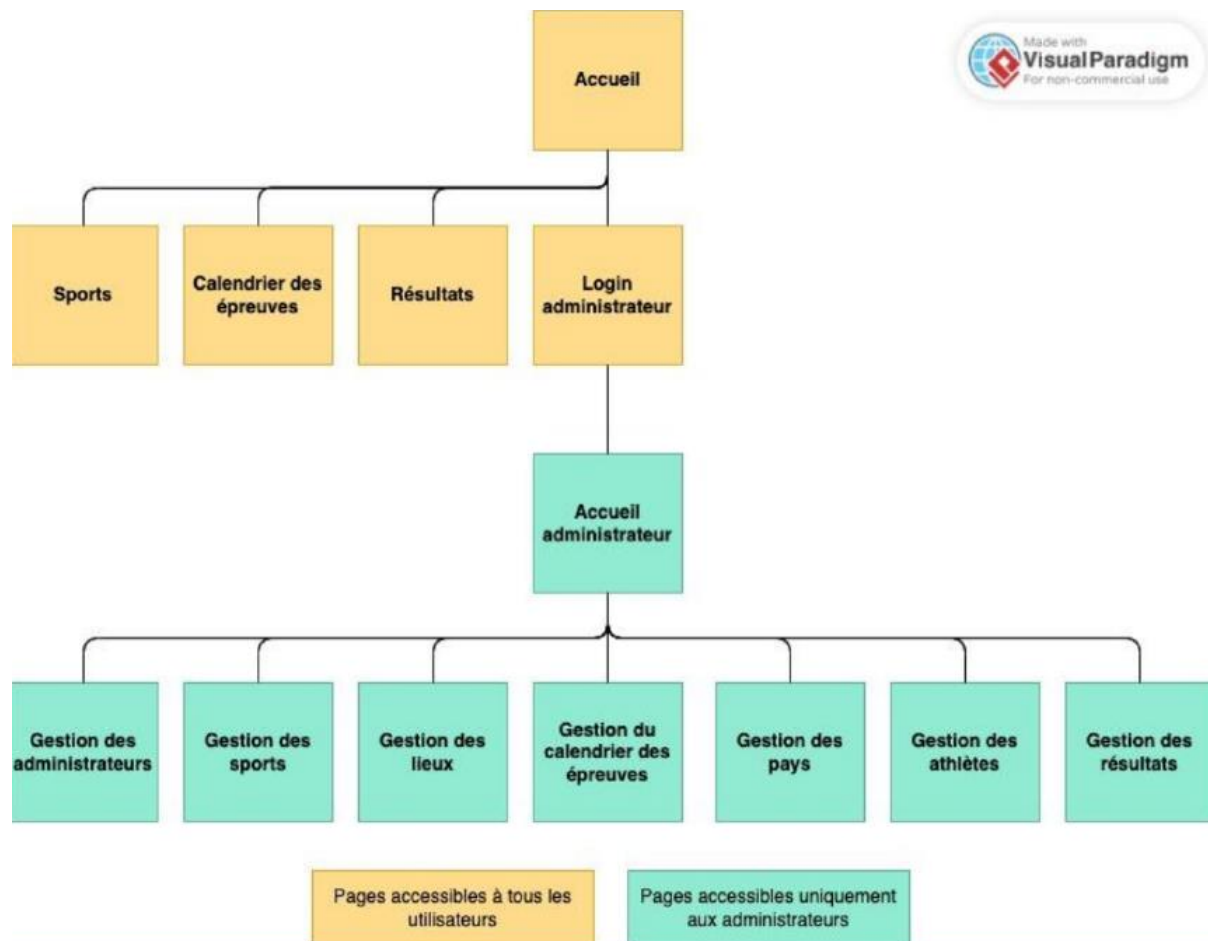 Made with
Visual Paradigm
For non-commercial use
Accueil
Sports
Calendrier des
épreuves
Résultats
Login
administrateur
Accueil
administrateur
Gestion des
administrateurs
Gestion des
sports
Gestion des
lieux
Gestion du
calendrier des
épreuves
Gestion des
pays
Gestion des
athlètes
Gestion des
résultats
Pages accessibles à tous les
utilisateurs
Pages accessibles uniquement
aux administrateurs